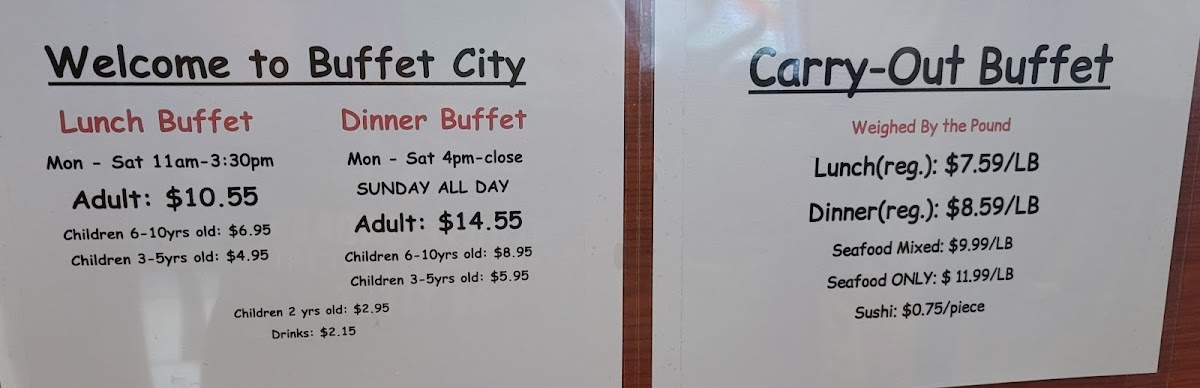 Welcome to Buffet City
Lunch Buffet
Mon - Sat 11am-3:30pm
Adult: $10.55
Children 6-10yrs old: $6.95
Children 3-5yrs old: $4.95
Dinner Buffet
Mon - Sat 4pm-close
SUNDAY ALL DAY
Adult: $14.55
Children 6-10yrs old: $8.95
Children 3-5yrs old: $5.95
Children 2 yrs old: $2.95
Drinks: $2.15
Carry-Out Buffet
Weighed By the Pound
Lunch(reg.): $7.59/LB
Dinner(reg.): $8.59/LB
Seafood Mixed: $9.99/LB
Seafood ONLY: $ 11.99/LB
Sushi: $0.75/piece